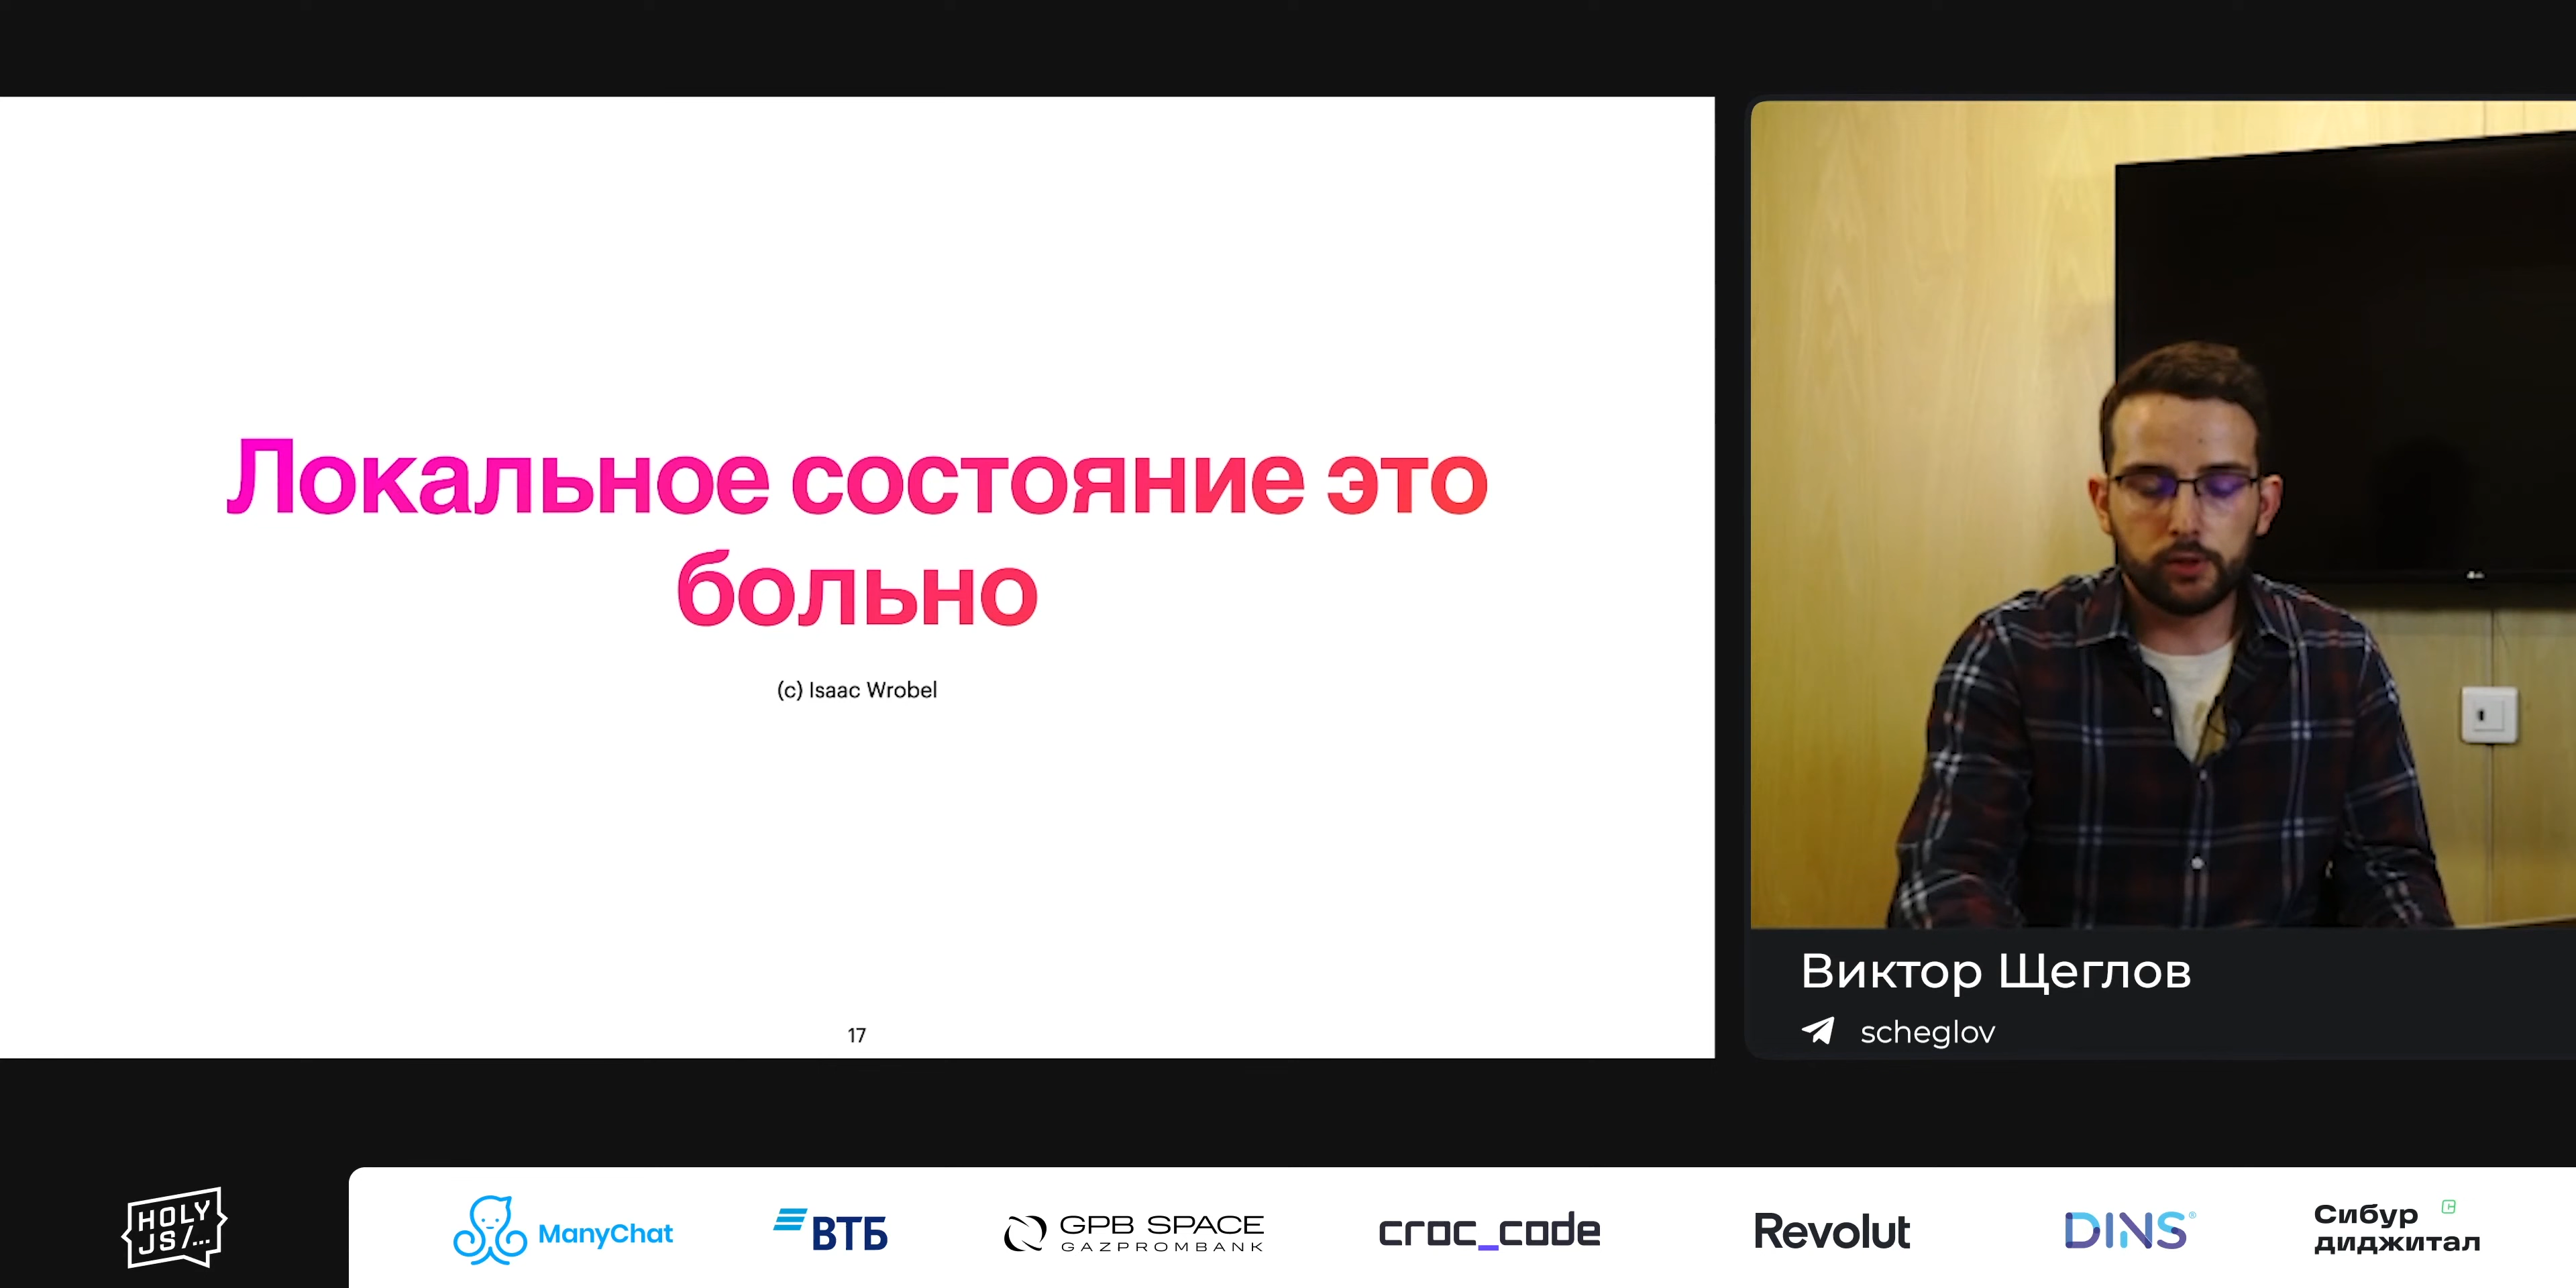 Локальное состояние это
больно
(c) Isaac Wrobel
17
Виктор Щеглов
scheglov
HOLY
JS/...
ManyChat
ВТБ
GPB SPACE
GAZPROMBANK
croc_code
Revolut
DINS®
Сибур
диджитал